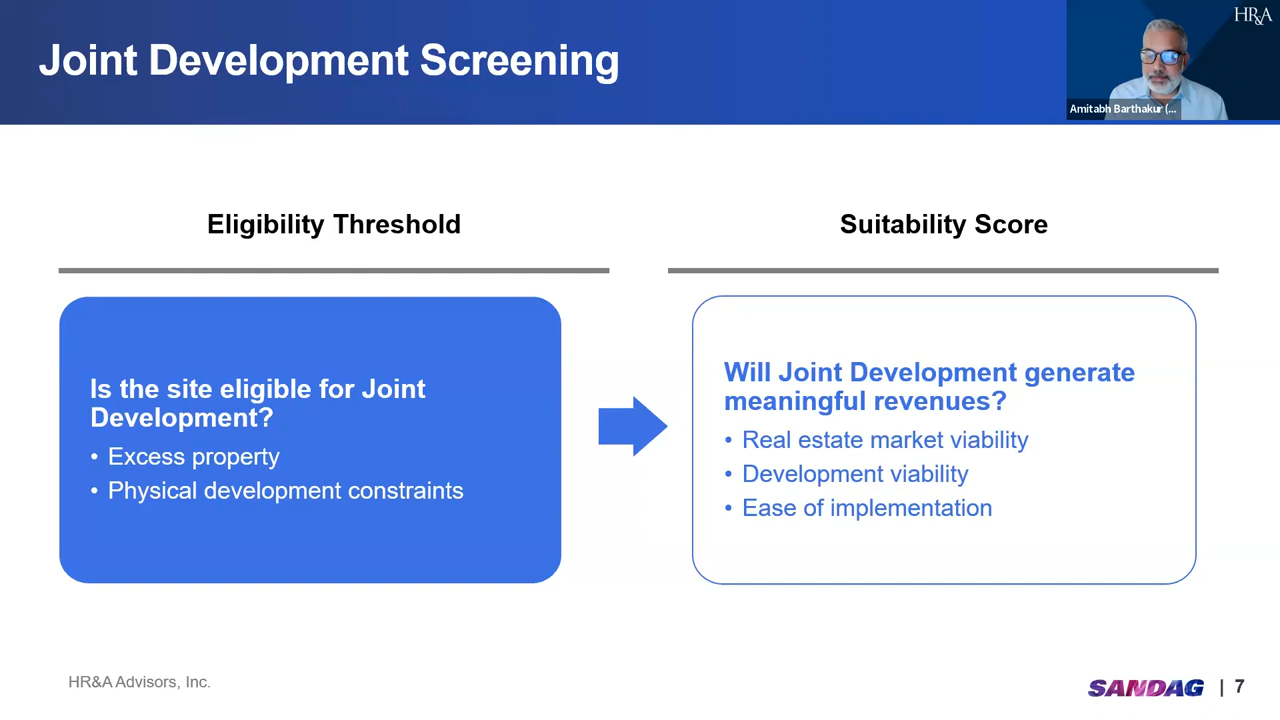 Joint Development Screening
HR&A
Amitabh Barthakur (...
Eligibility Threshold
Suitability Score
Is the site eligible for Joint
Development?
• Excess property
• Physical development constraints
Will Joint Development generate
meaningful revenues?
• Real estate market viability
• Development viability
• Ease of implementation
HR&A Advisors, Inc.
SANDAG | 7